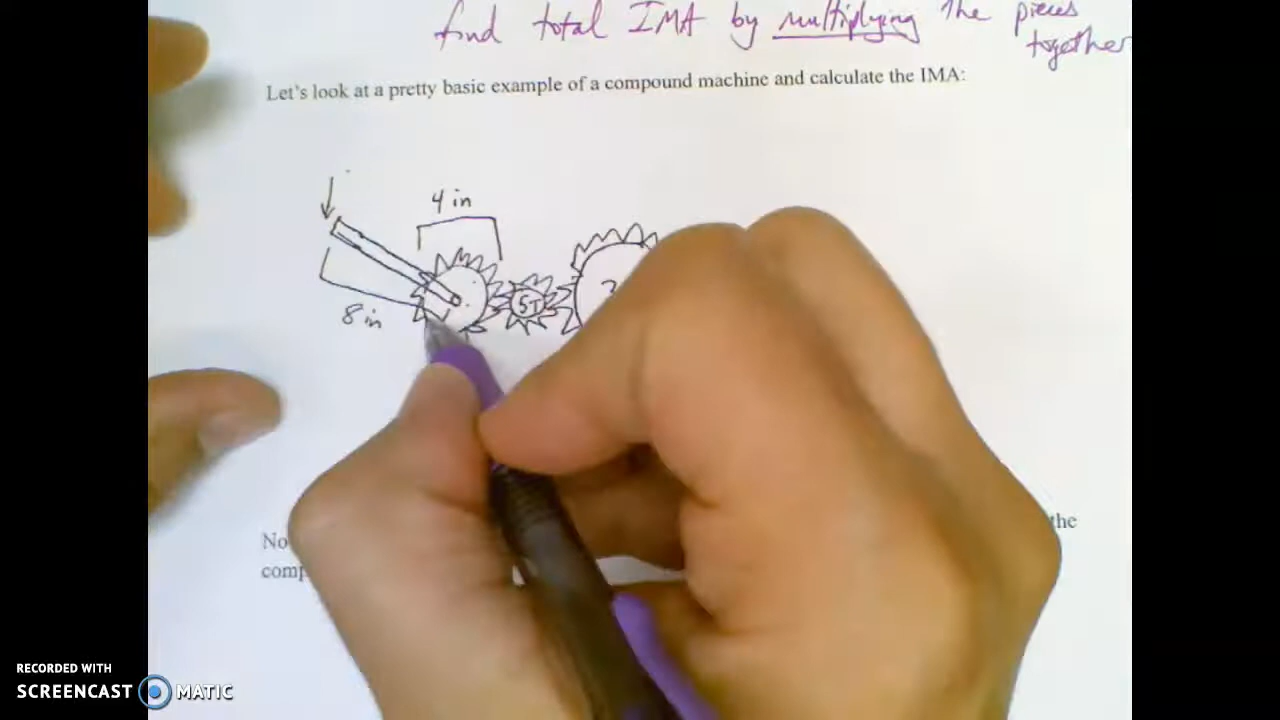 find total IMA by multiplying the pieces
together
Let's look at a pretty basic example of a compound machine and calculate the IMA:
4 in
5T
8 in
the
RECORDED WITH
SCREENCAST MATIC